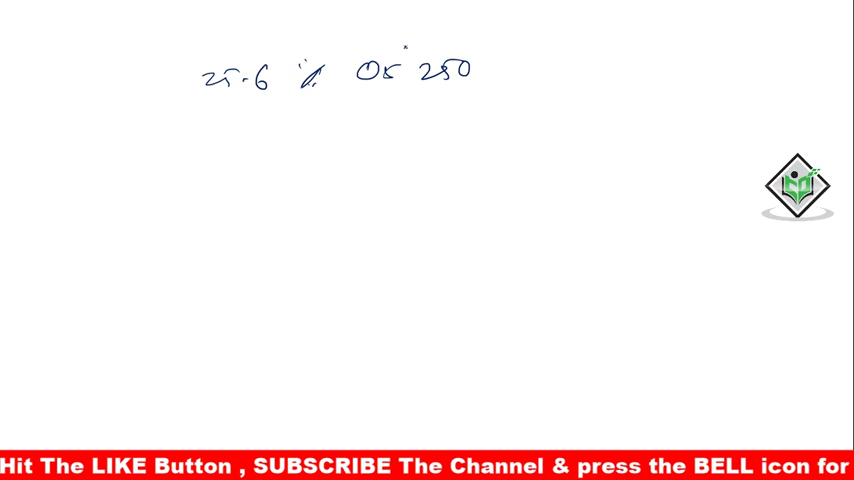 25.6 % of 250
Hit The LIKE Button , SUBSCRIBE The Channel & press the BELL icon for